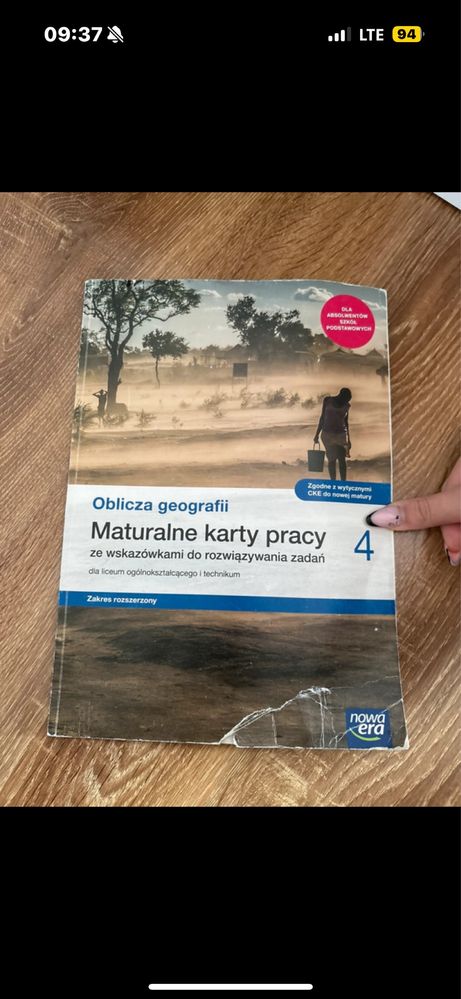 09:37
LTE
94
DLA
ABSOLWENTÓW
SZKÓŁ
PODSTAWOWYCH
Zgodne z wytycznymi
CKE do nowej matury
Oblicza geografii
Maturalne karty pracy
4
ze wskazówkami do rozwiązywania zadań
dla liceum ogólnokształcącego i technikum
Zakres rozszerzony
nowa
era